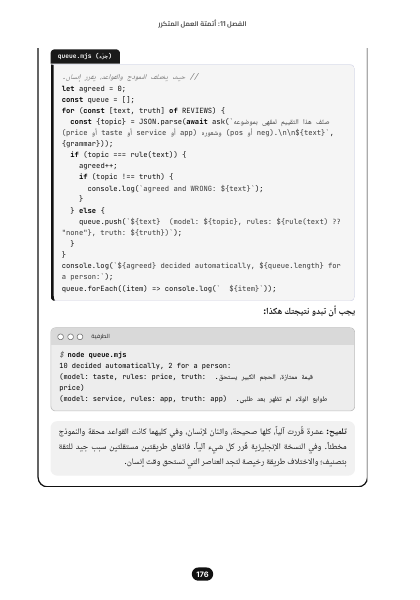 الفصل 11: أتمتة العمل المتكرر
queue.mjs (جزء)
// حيث يختلف النموذج والقواعد، يقرر إنسان.
let agreed = 0;
const queue = [];
for (const [text, truth] of REVIEWS) {
const {topic} = JSON.parse(await ask(`صنف هذا التقييم لمقهى بموضوعه
(price أو taste أو service أو app) وشعوره (pos أو neg).\n\n${text}`,
{grammar}));
if (topic === rule(text)) {
agreed++;
if (topic !== truth) {
console.log(`agreed and WRONG: ${text}`);
}
} else {
queue.push(`${text}  (model: ${topic}, rules: ${rule(text) ??
"none"}, truth: ${truth})`);
}
}
console.log(`${agreed} decided automatically, ${queue.length} for
a person:`);
queue.forEach((item) => console.log(`  ${item}`));
يجب أن تبدو نتيجتك هكذا:
الطرفية
$ node queue.mjs
10 decided automatically, 2 for a person:
(model: taste, rules: price, truth: قيمة ممتازة، الحجم الكبير يستحق.
price)
(model: service, rules: app, truth: app) طوابع الولاء لم تظهر بعد طلبي.
تلميح: عشرة قُررت آلياً، كلها صحيحة، واثنان لإنسان، وفي كليهما كانت القواعد محقة والنموذج
مخطئاً. وفي النسخة الإنجليزية قُرر كل شيء آلياً. فاتفاق طريقتين مستقلتين سبب جيد للثقة
بتصنيف؛ والاختلاف طريقة رخيصة لتجد العناصر التي تستحق وقت إنسان.
176